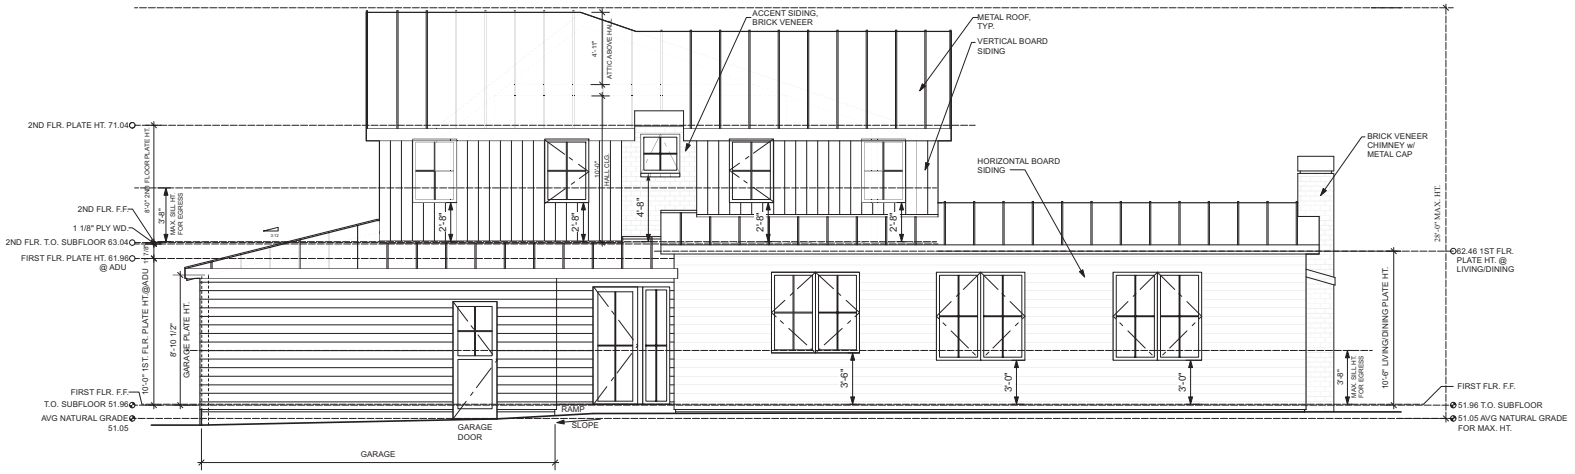 ACCENT SIDING,
BRICK VENEER
METAL ROOF,
TYP.
VERTICAL BOARD
SIDING
4'-11"
ATTIC ABOVE HALL
2ND FLR. PLATE HT. 71.04
8'-0" 2ND FLOOR PLATE HT.
3'-8"
MAX. SILL HT.
FOR EGRESS
10'-0"
HALL CLG.
HORIZONTAL BOARD
SIDING
BRICK VENEER
CHIMNEY w/
METAL CAP
28'-0" MAX. HT.
2ND FLR. F.F.
1 1/8" PLY WD.
2ND FLR. T.O. SUBFLOOR 63.04
FIRST FLR. PLATE HT. 61.96
@ ADU
3:12
2'-8"
2'-8"
4'-8"
2'-8"
2'-8"
62.46 1ST FLR.
PLATE HT. @
LIVING/DINING
10'-0" 1ST. FLR. PLATE HT.@ADU
8'-10 1/2"
GARAGE PLATE HT.
3'-6"
3'-0"
3'-0"
3'-8"
MAX. SILL HT.
FOR EGRESS
10'-6" LIVING/DINING PLATE HT.
FIRST FLR. F.F.
T.O. SUBFLOOR 51.96
AVG NATURAL GRADE
51.05
FIRST FLR. F.F.
51.96 T.O. SUBFLOOR
51.05 AVG NATURAL GRADE
FOR MAX. HT.
RAMP
SLOPE
GARAGE
DOOR
GARAGE